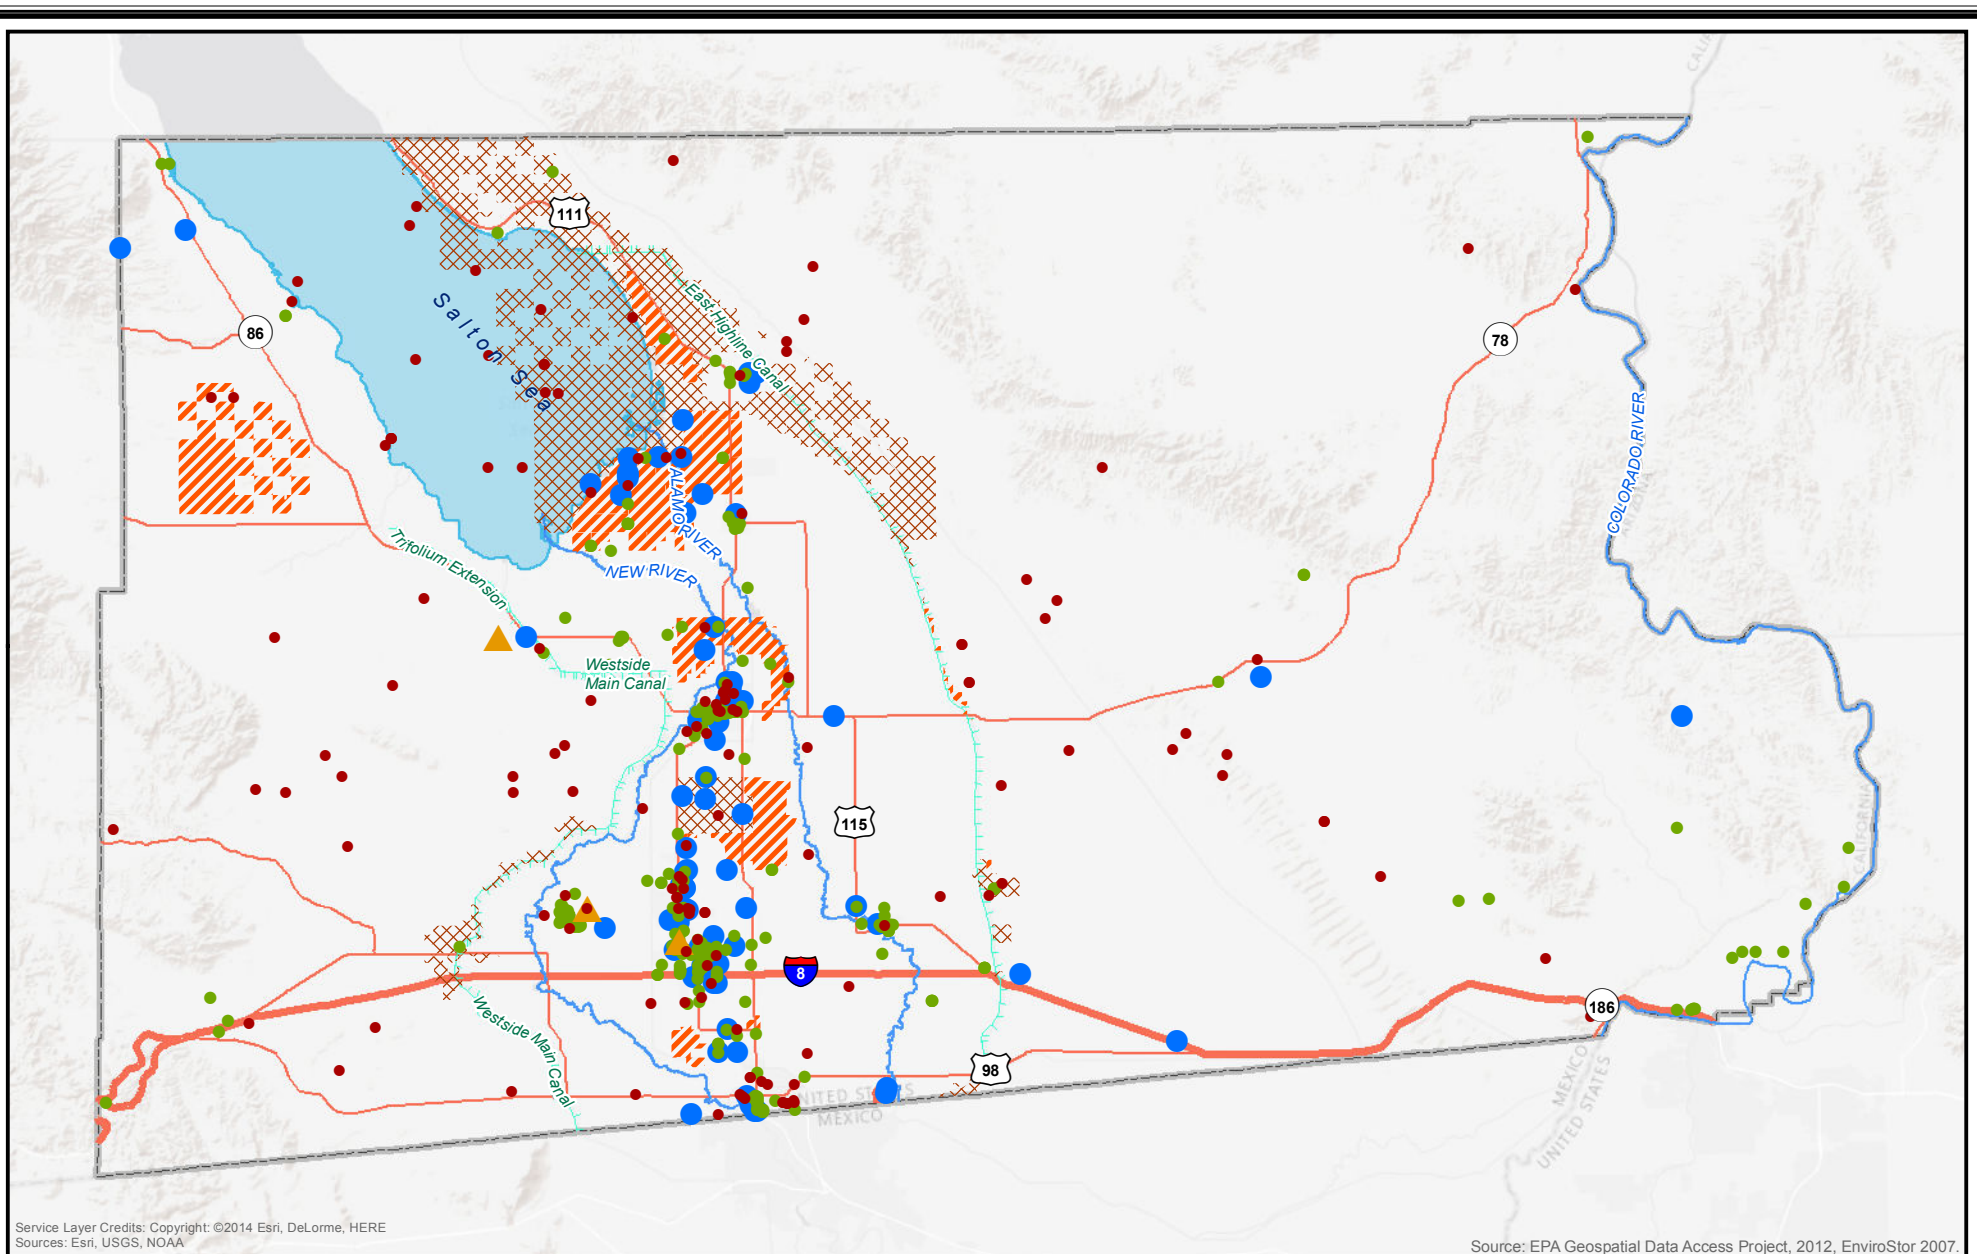 CALIF
111
Salton Sea
East Highline Canal
86
78
COLORADO RIVER
ALAMO RIVER
Trifolium Extension
NEW RIVER
Westside
Main Canal
115
CALIFORNIA
8
186
Westside Main Canal
98
UNITED STATES
MEXICO
MEXICO
UNITED STATES
Service Layer Credits: Copyright: ©2014 Esri, DeLorme, HERE
Sources: Esri, USGS, NOAA
Source: EPA Geospatial Data Access Project, 2012, EnviroStor 2007.